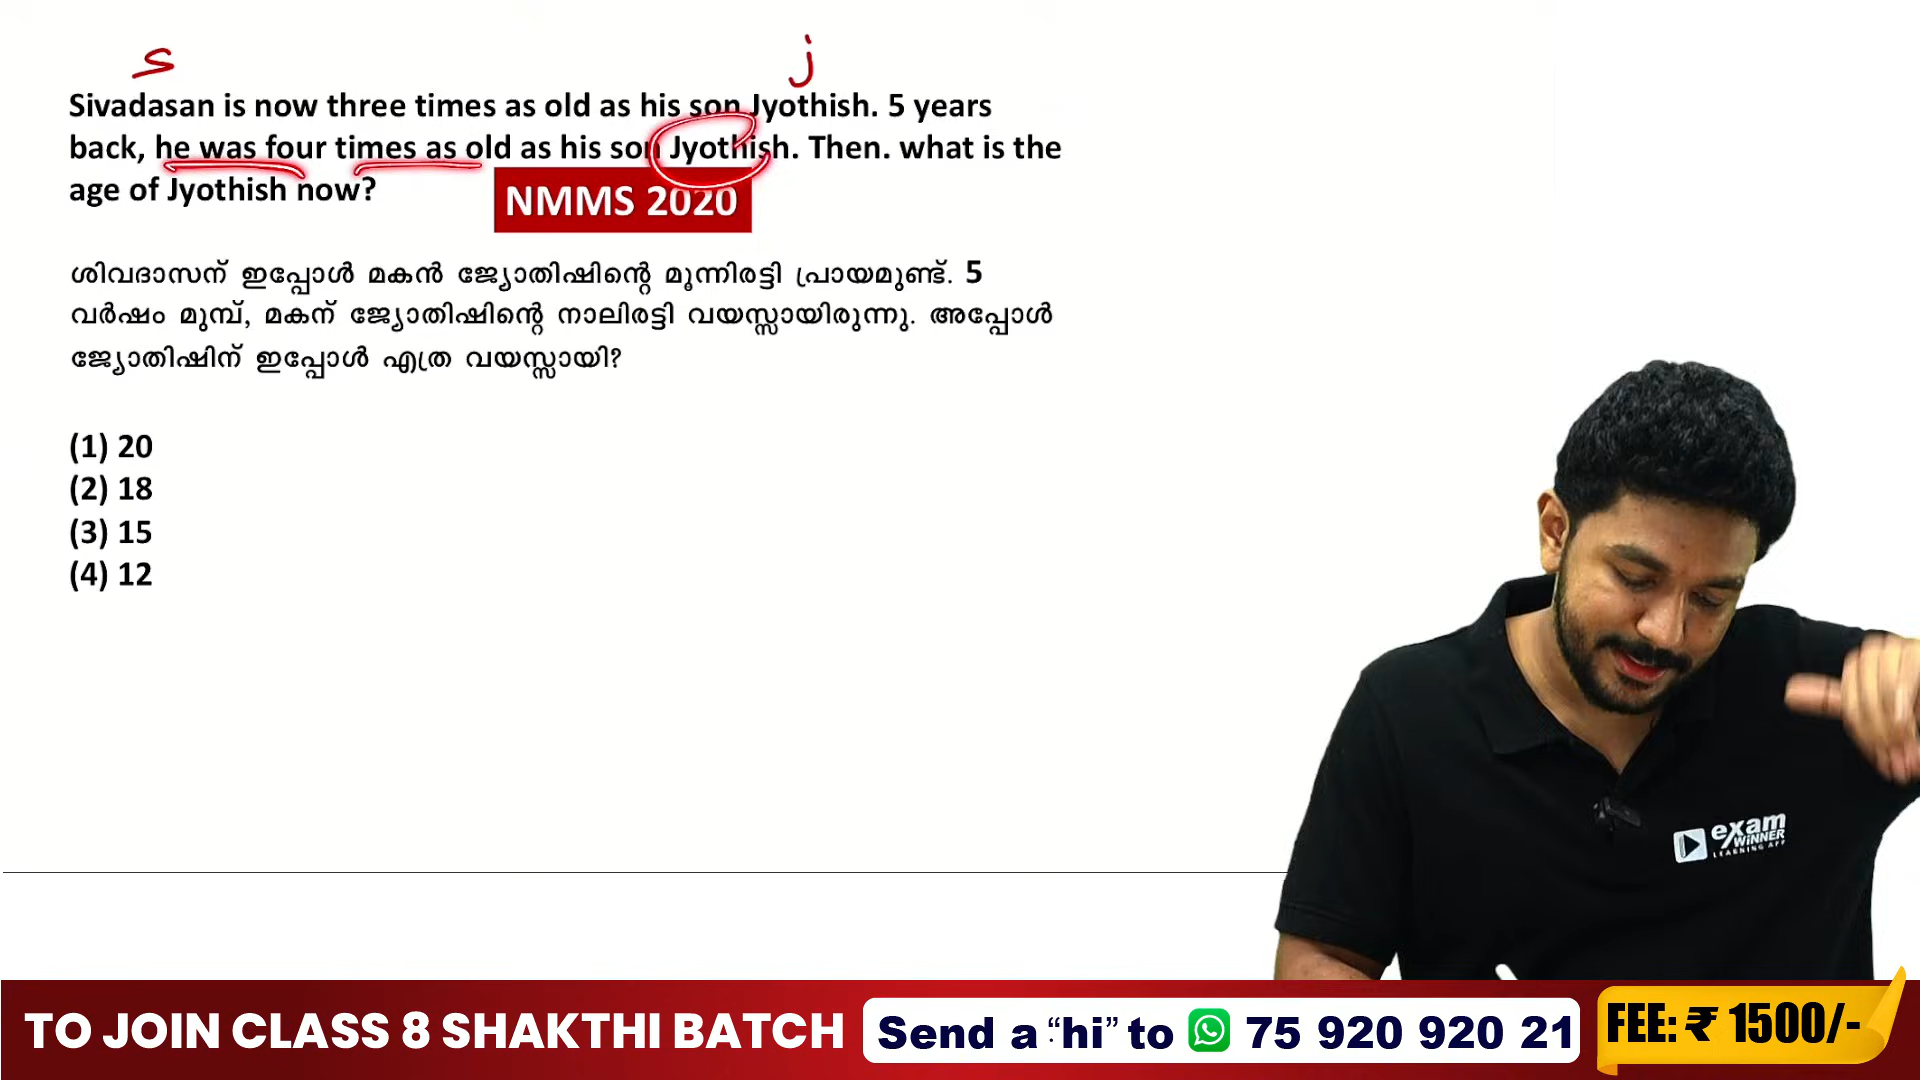 s
j
Sivadasan is now three times as old as his son Jyothish. 5 years
back, he was four times as old as his son Jyothish. Then. what is the
age of Jyothish now?
NMMS 2020
ശിവദാസന് ഇപ്പോൾ മകൻ ജ്യോതിഷിന്റെ മൂന്നിരട്ടി പ്രായമുണ്ട്. 5
വർഷം മുമ്പ്, മകന് ജ്യോതിഷിന്റെ നാലിരട്ടി വയസ്സായിരുന്നു. അപ്പോൾ
ജ്യോതിഷിന് ഇപ്പോൾ എത്ര വയസ്സായി?
(1) 20
(2) 18
(3) 15
(4) 12
exam
WINNER
LEARNING APP
TO JOIN CLASS 8 SHAKTHI BATCH
Send a “hi” to 75 920 920 21
FEE: ₹ 1500/-